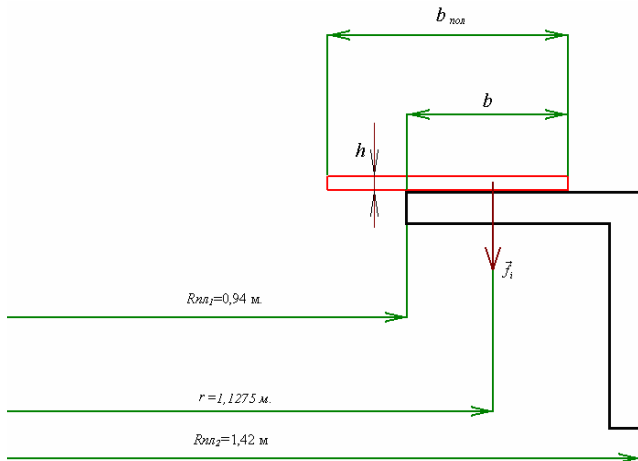 b пол
b
h
f⃗i
Rпл1=0,94 м.
r =1,1275 м.
Rпл2=1,42 м